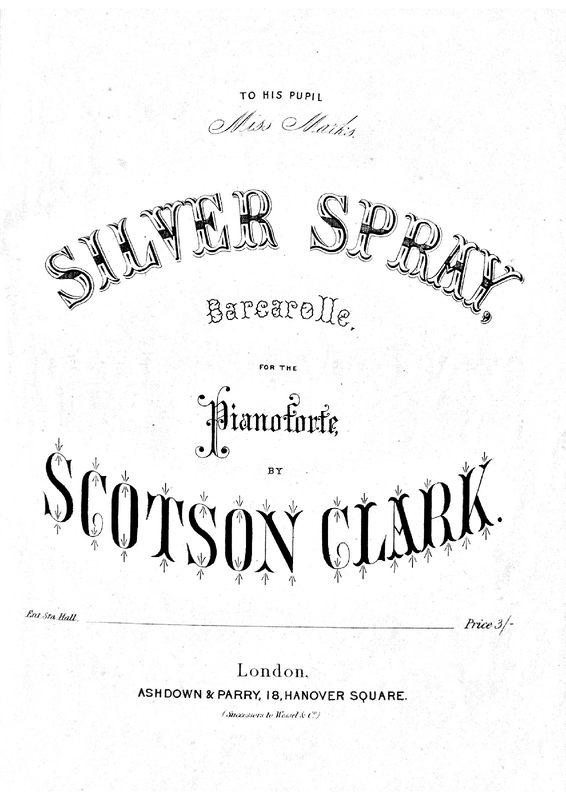 TO HIS PUPIL
Miss Marks.
SILVER SPRAY,
Barcarolle,
FOR THE
Pianoforte,
BY
SCOTSON CLARK.
Ent. Sta. Hall. Price 3/-
London,
ASHDOWN & PARRY, 18, HANOVER SQUARE.
(Successors to Wessel & Co.)